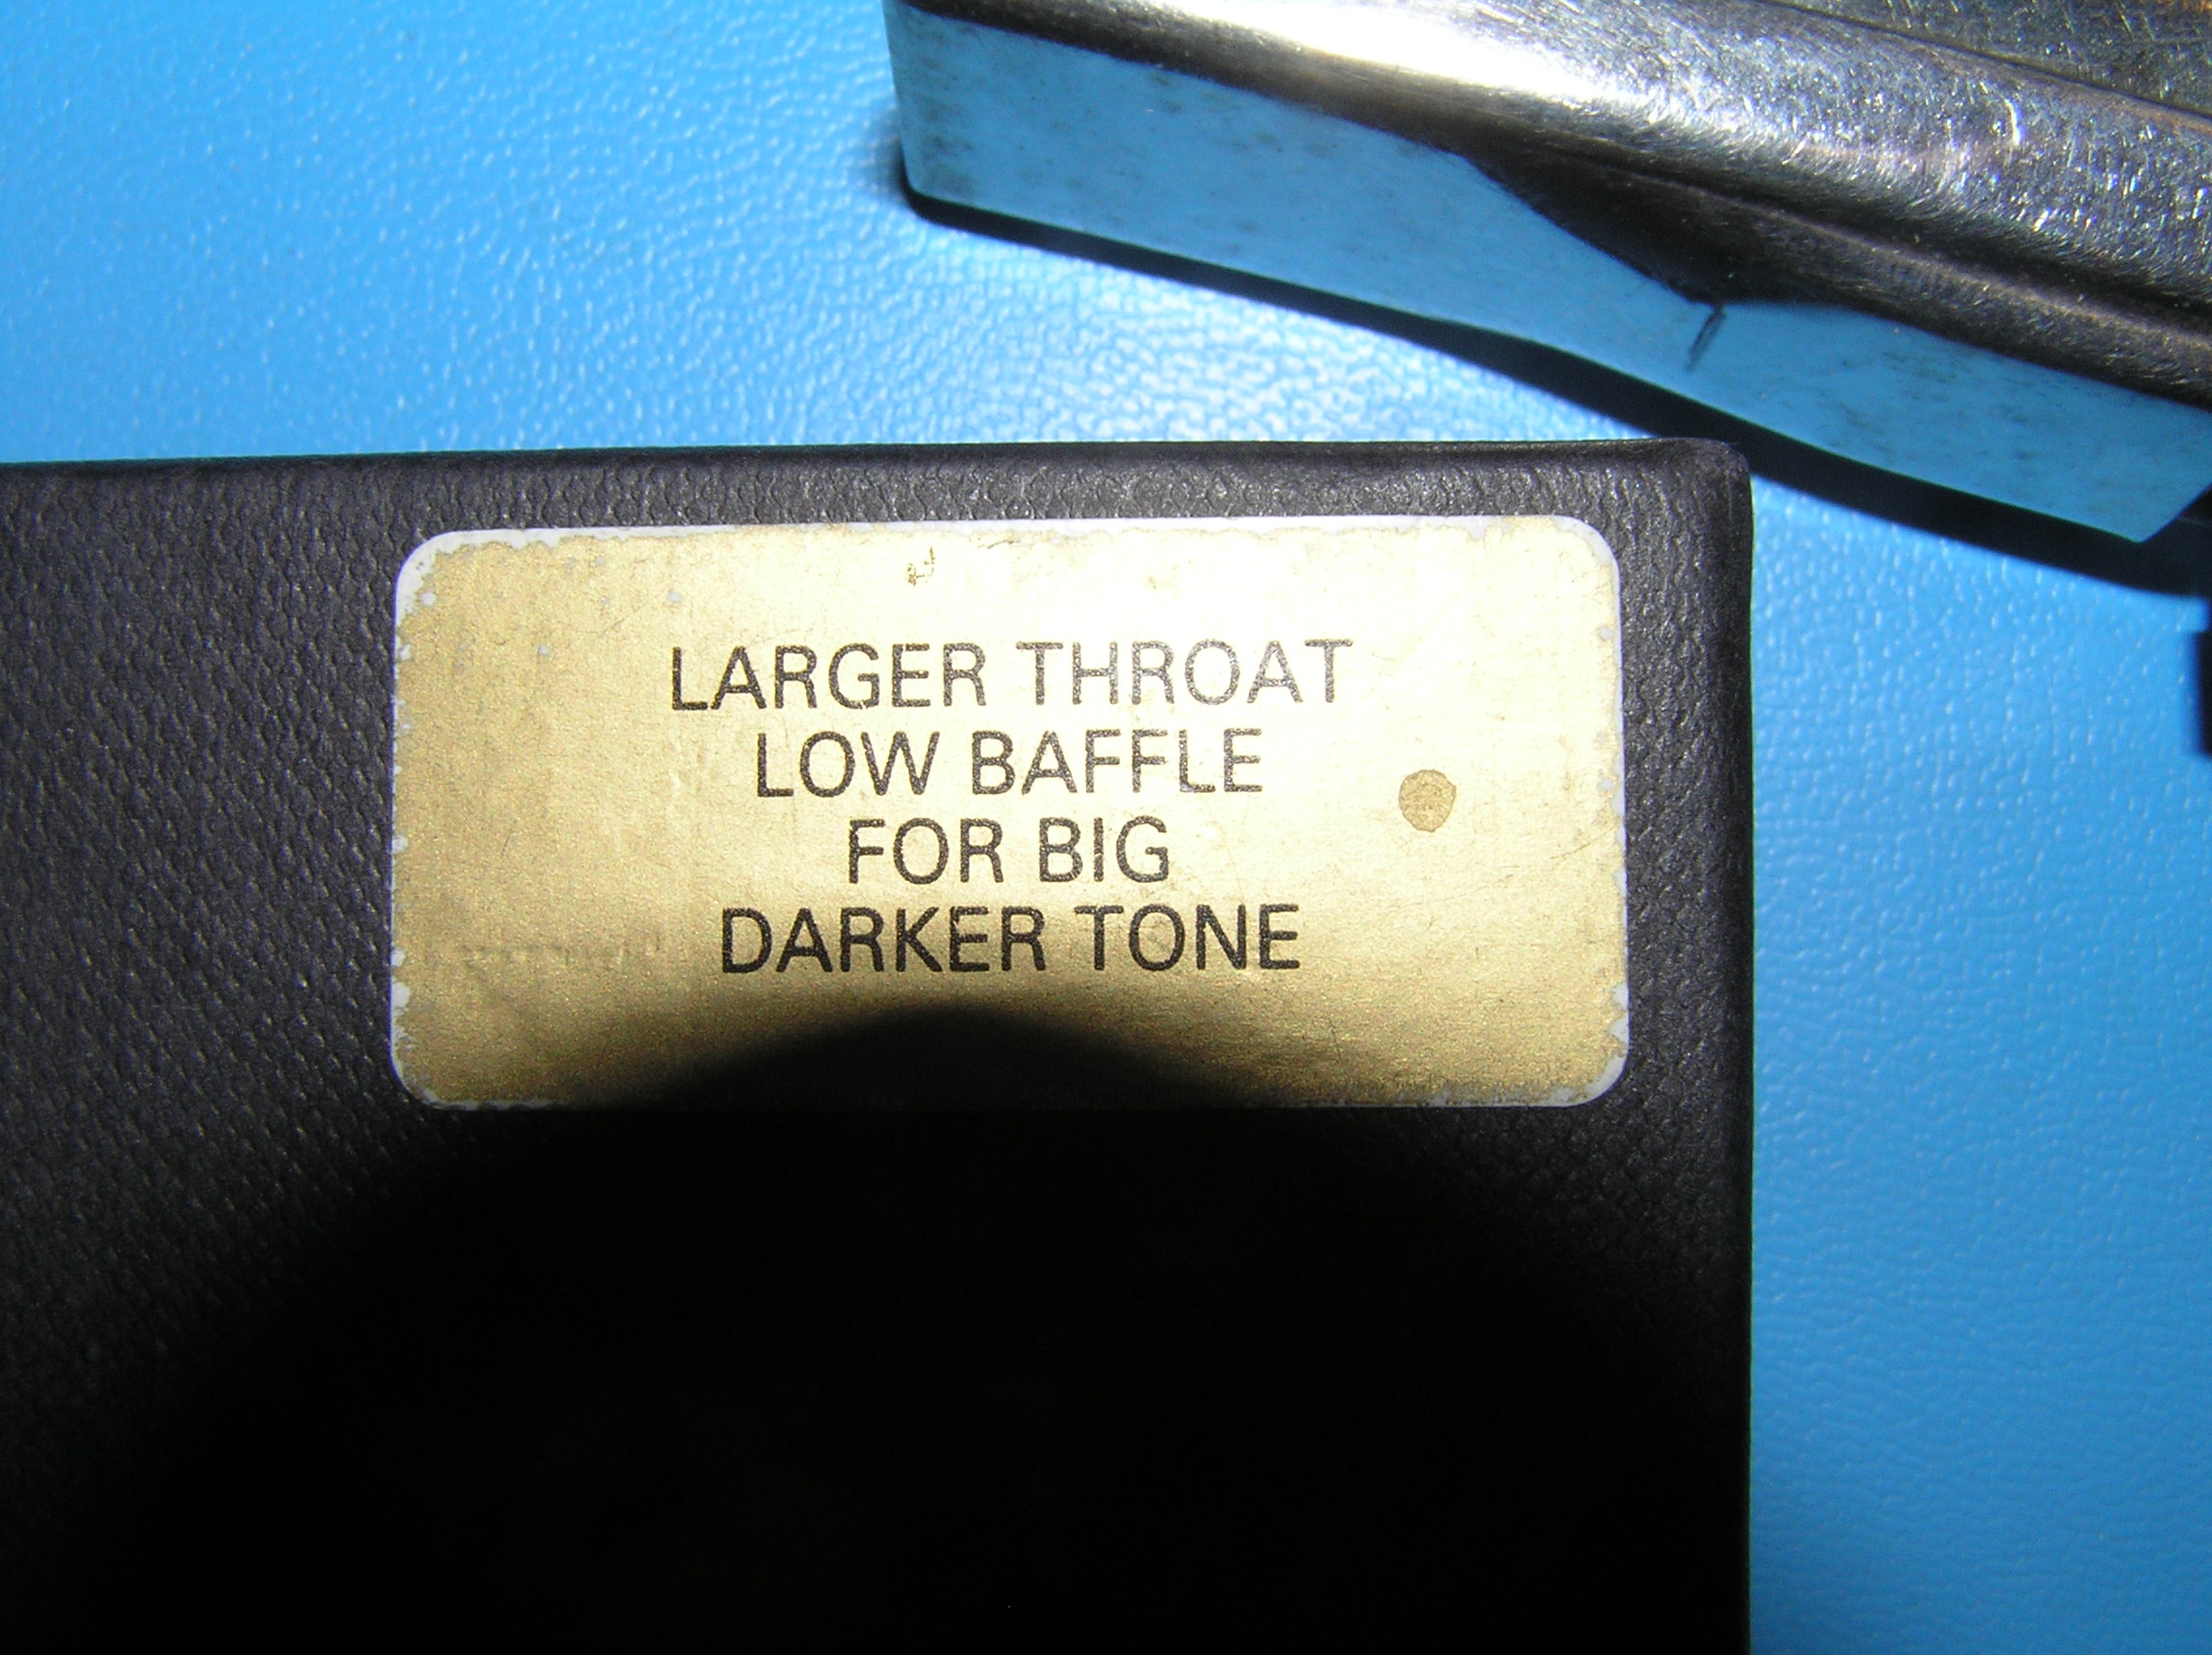 LARGER THROAT
LOW BAFFLE
FOR BIG
DARKER TONE